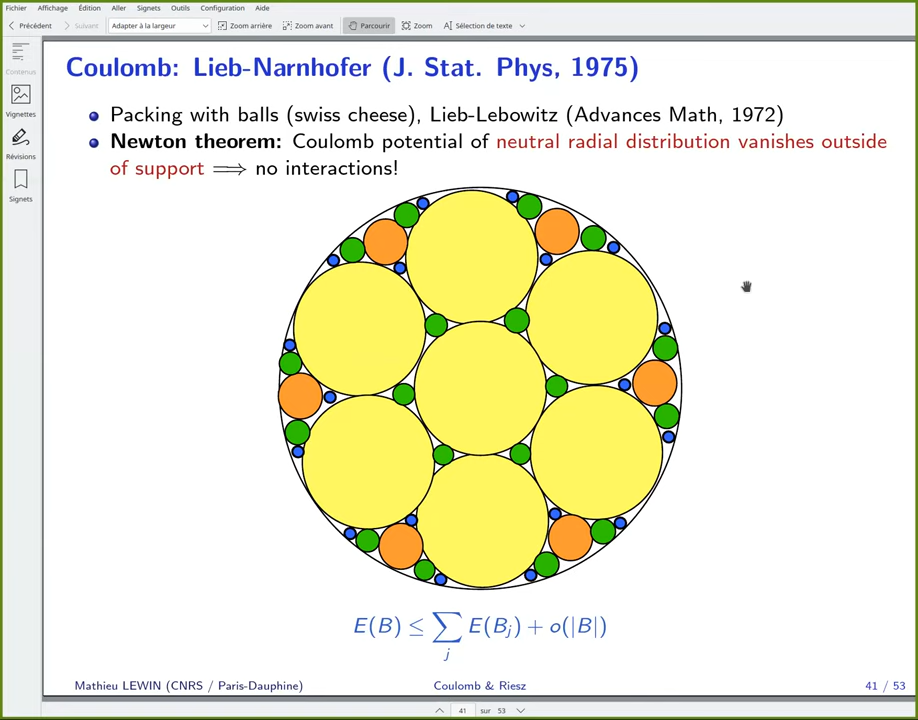 Fichier Affichage Édition Aller Signets Outils Configuration Aide
Précédent Suivant Adapter à la largeur Zoom arrière Zoom avant Parcourir Zoom Sélection de texte
Contenus
Vignettes
Révisions
Signets
Coulomb: Lieb-Narnhofer (J. Stat. Phys, 1975)
Packing with balls (swiss cheese), Lieb-Lebowitz (Advances Math, 1972)
Newton theorem: Coulomb potential of neutral radial distribution vanishes outside
of support ⟹ no interactions!
E(B) ≤ ∑_j E(B_j) + o(|B|)
Mathieu LEWIN (CNRS / Paris-Dauphine) Coulomb & Riesz 41 / 53
41 sur 53